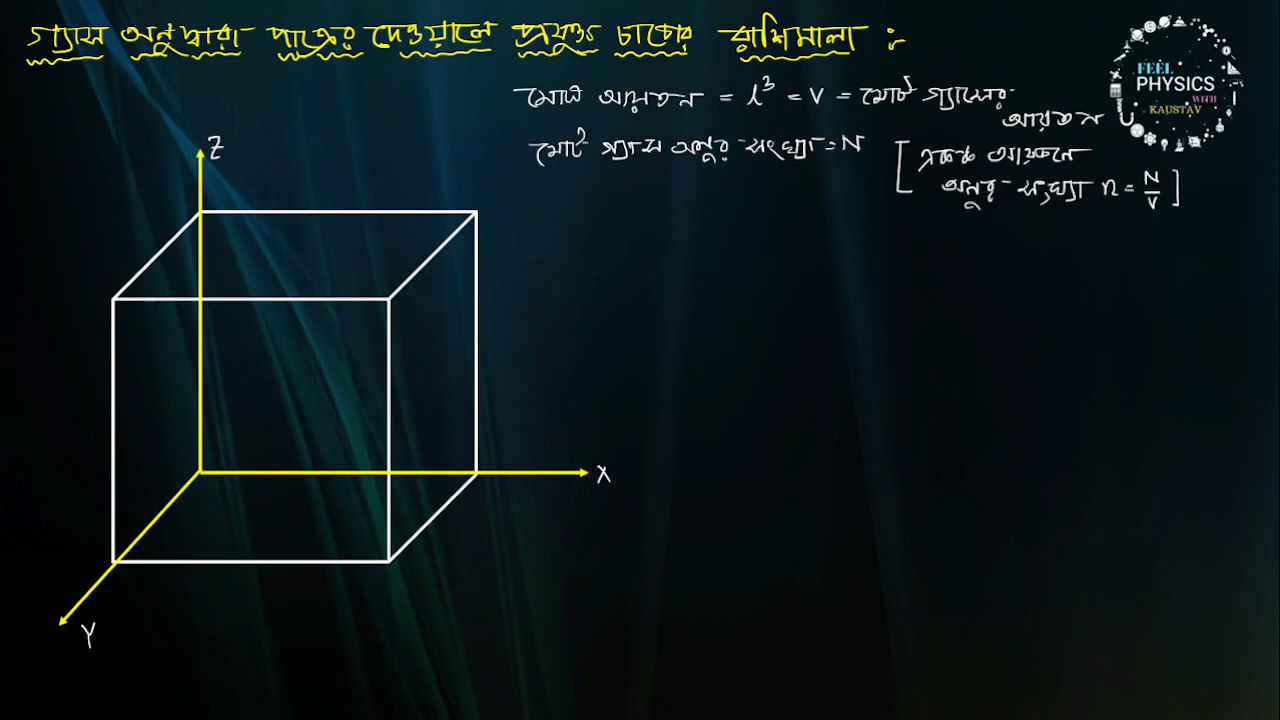 গ্যাস অনুদ্বারা পাত্রের দেওয়ালে প্রযুক্ত চাপের রাশিমালা :-
মোট আয়তন = l³ = V = মোট গ্যাসের
আয়তন
মোট গ্যাস অনুর সংখ্যা = N
[ একক আয়তনে
অনুর সংখ্যা n = N/V ]
FEEL
PHYSICS
WITH
KAUSTAV
Z
X
Y